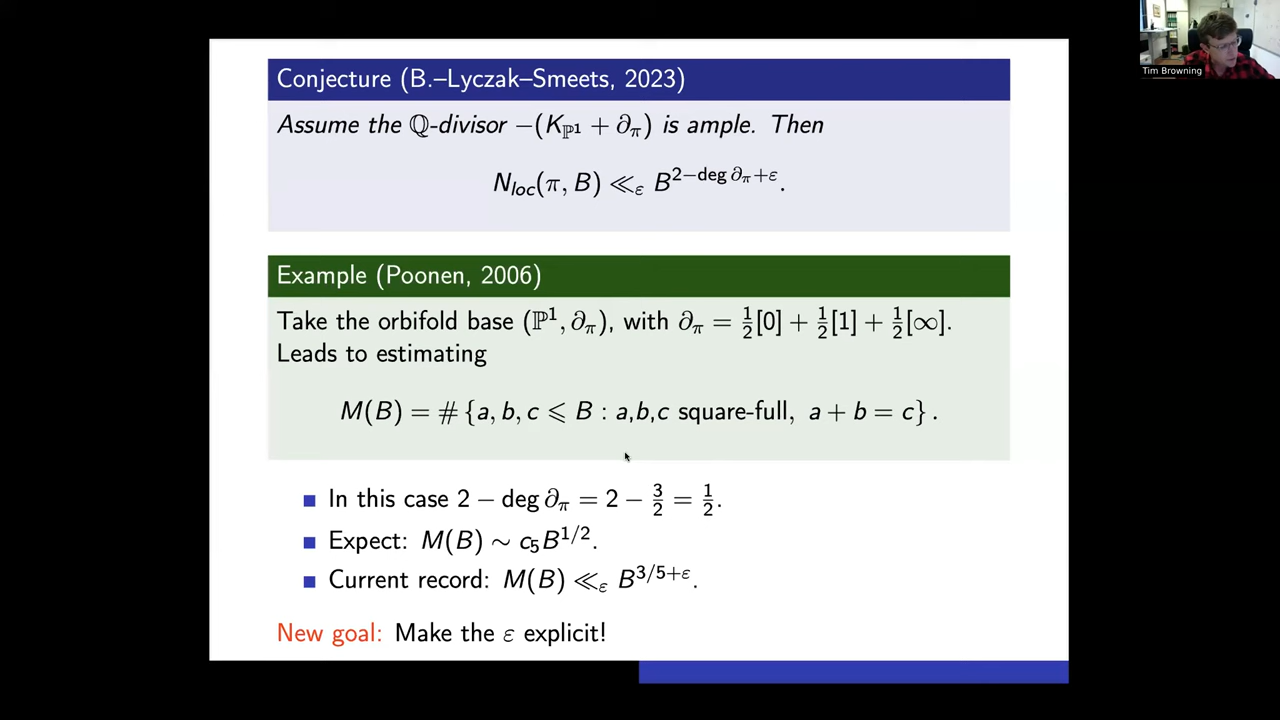 Conjecture (B.–Lyczak–Smeets, 2023)
Assume the ℚ-divisor −(K_{ℙ¹} + ∂_π) is ample. Then
N_{loc}(π, B) ≪_ε B^{2−deg ∂_π+ε}.
Example (Poonen, 2006)
Take the orbifold base (ℙ¹, ∂_π), with ∂_π = ½[0] + ½[1] + ½[∞].
Leads to estimating
M(B) = # {a, b, c ⩽ B : a,b,c square-full, a + b = c} .
In this case 2 − deg ∂_π = 2 − 3/2 = 1/2.
Expect: M(B) ∼ c₅B^{1/2}.
Current record: M(B) ≪_ε B^{3/5+ε}.
New goal: Make the ε explicit!
Tim Browning